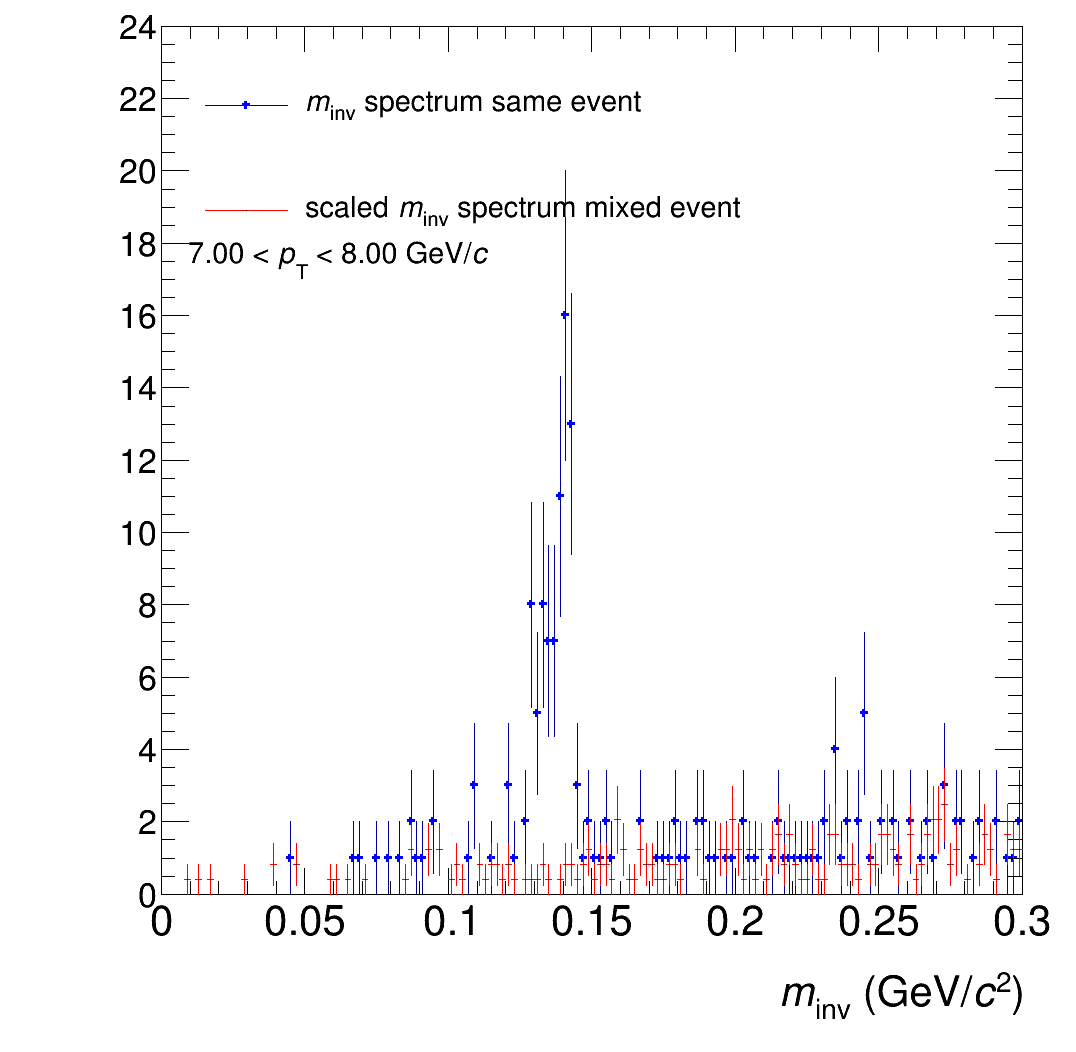 24
22
20
18
16
14
12
10
8
6
4
2
0
m_inv spectrum same event
scaled m_inv spectrum mixed event
7.00 < p_T < 8.00 GeV/c
0 0.05 0.1 0.15 0.2 0.25 0.3
m_inv (GeV/c²)